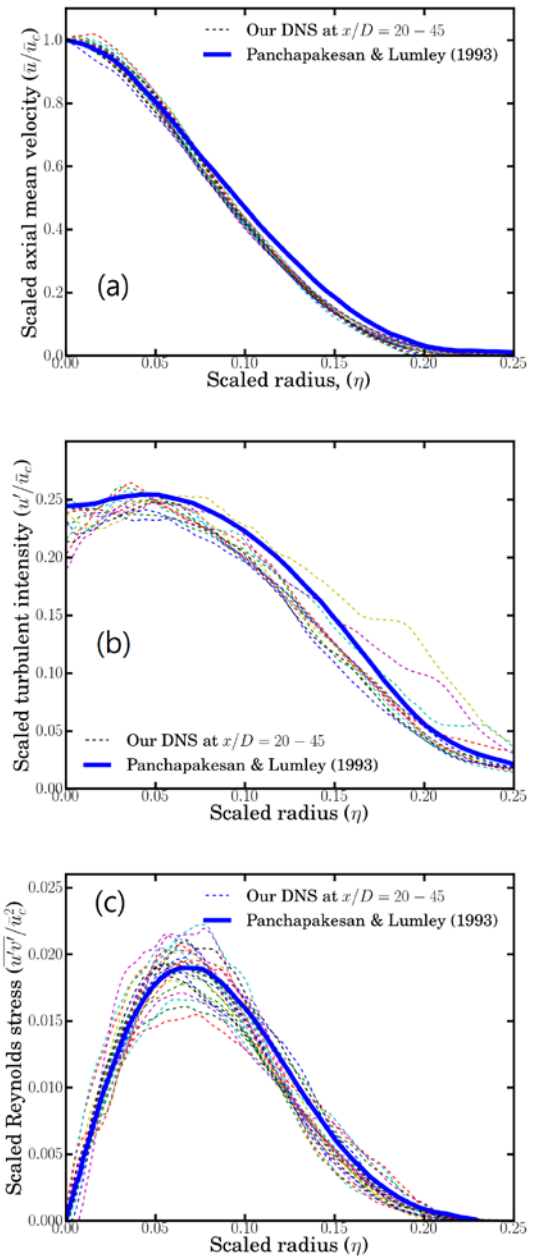 Scaled axial mean velocity (ū/ū_c)
1.0
0.8
0.6
0.4
0.2
0.0
Our DNS at x/D = 20 − 45
Panchapakesan & Lumley (1993)
(a)
0.00 0.05 0.10 0.15 0.20 0.25
Scaled radius, (η)
Scaled turbulent intensity (u′/ū_c)
0.25
0.20
0.15
0.10
0.05
0.00
(b)
Our DNS at x/D = 20 − 45
Panchapakesan & Lumley (1993)
0.00 0.05 0.10 0.15 0.20 0.25
Scaled radius (η)
Scaled Reynolds stress (u′v′/ū_c²)
0.025
0.020
0.015
0.010
0.005
0.000
(c)
Our DNS at x/D = 20 − 45
Panchapakesan & Lumley (1993)
0.00 0.05 0.10 0.15 0.20 0.25
Scaled radius (η)